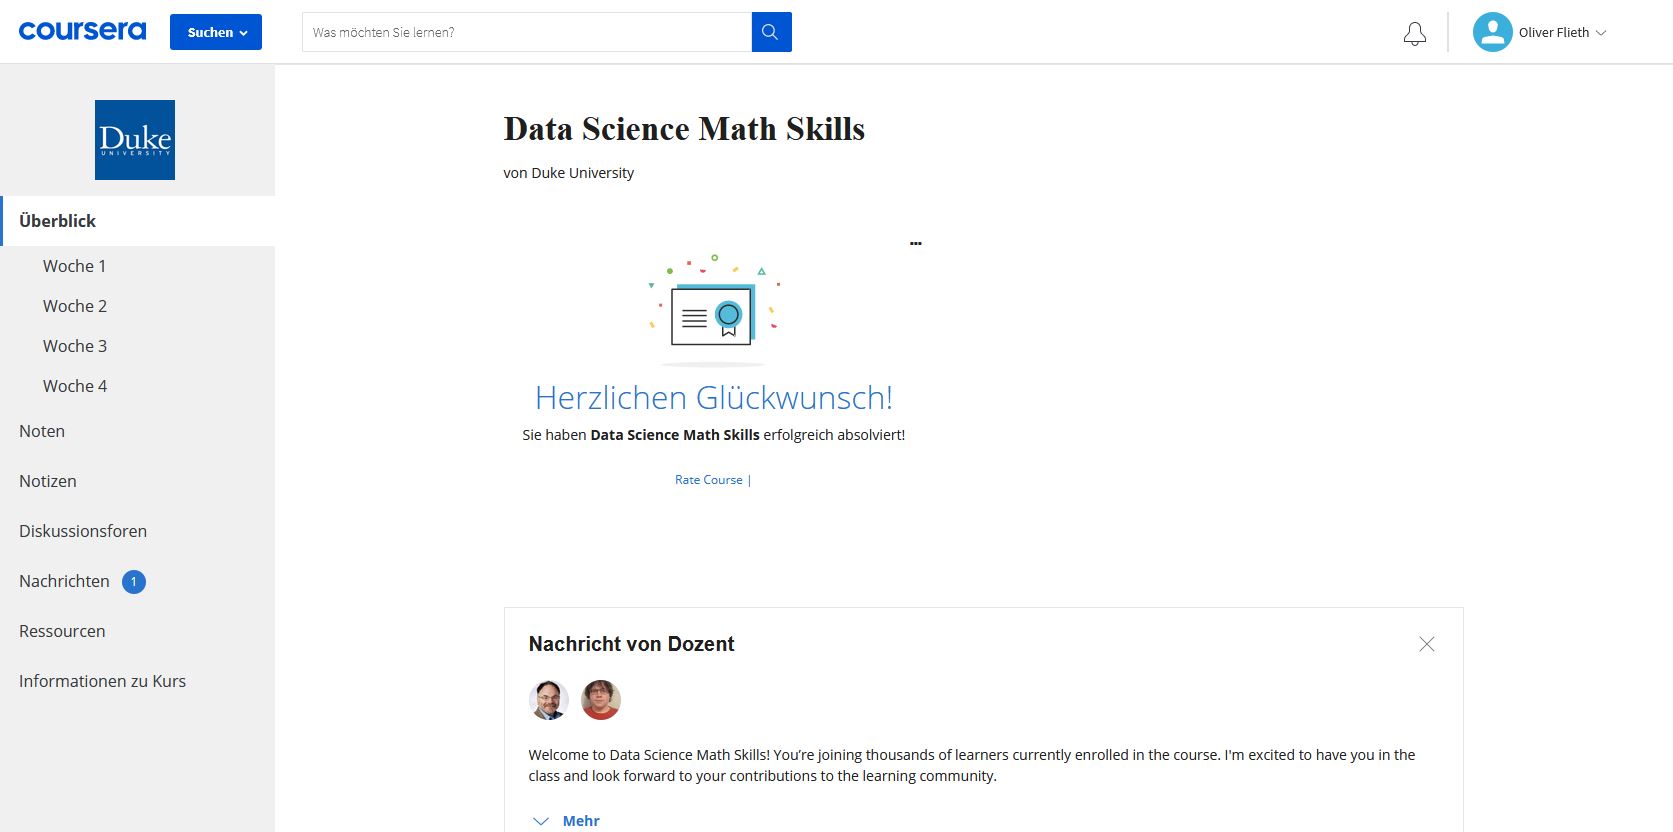 coursera
Suchen
Was möchten Sie lernen?
Oliver Flieth
Duke
UNIVERSITY
Überblick
Woche 1
Woche 2
Woche 3
Woche 4
Noten
Notizen
Diskussionsforen
Nachrichten 1
Ressourcen
Informationen zu Kurs
Data Science Math Skills
von Duke University
...
Herzlichen Glückwunsch!
Sie haben Data Science Math Skills erfolgreich absolviert!
Rate Course |
Nachricht von Dozent
Welcome to Data Science Math Skills! You’re joining thousands of learners currently enrolled in the course. I'm excited to have you in the
class and look forward to your contributions to the learning community.
Mehr